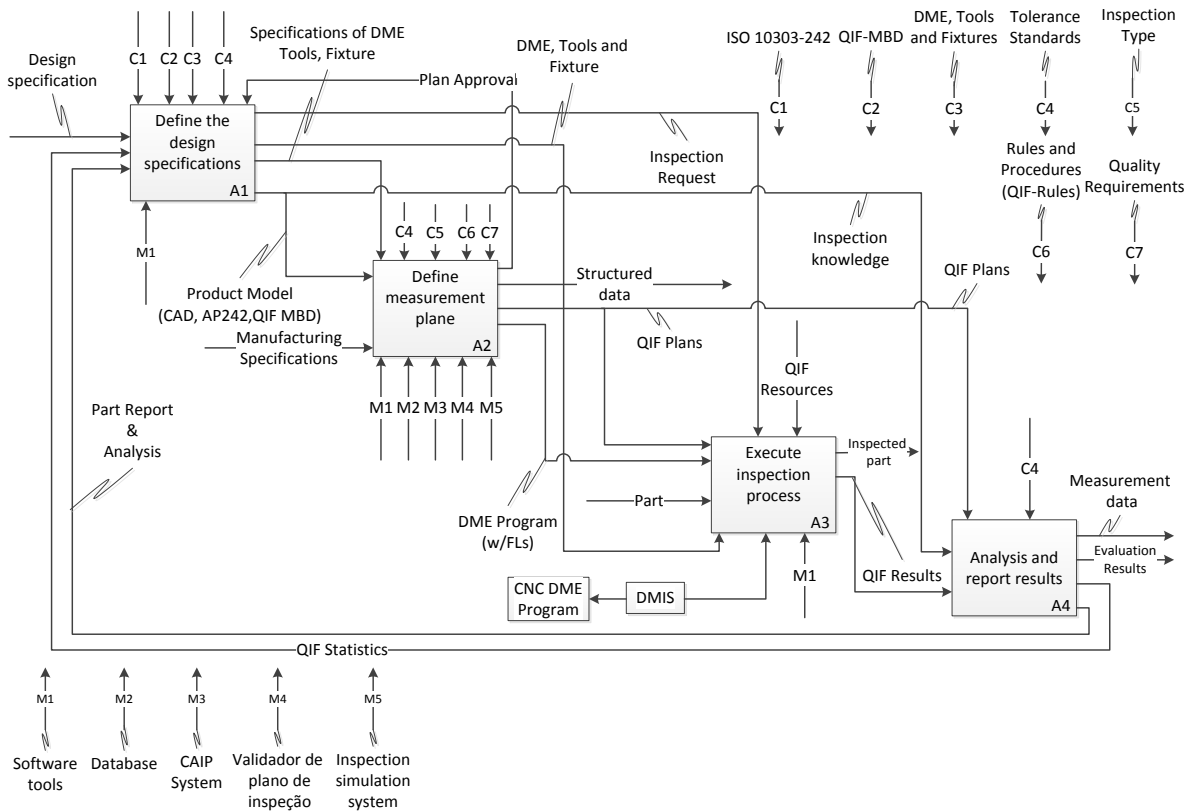 Design
specification
C1
C2
C3
C4
Specifications of DME
Tools, Fixture
Plan Approval
DME, Tools and
Fixture
ISO 10303-242
C1
QIF-MBD
C2
DME, Tools
and Fixtures
C3
Tolerance
Standards
C4
Inspection
Type
C5
Define the
design
specifications
A1
M1
Inspection
Request
Rules and
Procedures
(QIF-Rules)
C6
Quality
Requirements
C7
C4
C5
C6
C7
Inspection
knowledge
Product Model
(CAD, AP242,QIF MBD)
Define
measurement
plane
A2
Structured
data
QIF Plans
QIF Plans
Manufacturing
Specifications
M1
M2
M3
M4
M5
QIF
Resources
Part Report
&
Analysis
DME Program
(w/FLs)
Part
Execute
inspection
process
A3
Inspected
part
C4
M1
QIF Results
Measurement
data
Evaluation
Results
Analysis and
report results
A4
CNC DME
Program
DMIS
QIF Statistics
M1
M2
M3
M4
M5
Software
tools
Database
CAIP
System
Validador de
plano de
inspeção
Inspection
simulation
system